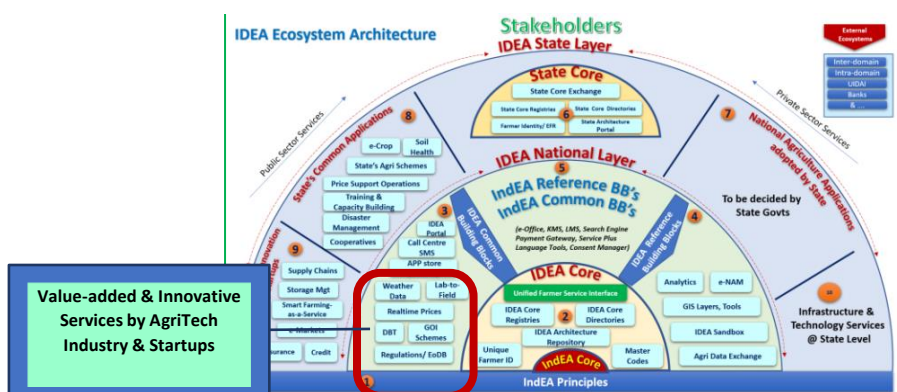 IDEA Ecosystem Architecture
Stakeholders
IDEA State Layer
External
Ecosystems
Inter-domain
Intra-domain
UIDAI
Banks
& ...
State Core
State Core Exchange
State Core Registries
State Core Directories
6
Farmer Identity/ EFR
State Architecture
Portal
Public Sector Services
Private Sector Services
8
State's Common Applications
e-Crop
Soil
Health
State's Agri Schemes
Price Support Operations
Training &
Capacity Building
Disaster
Management
Cooperatives
7
National Agriculture Applications
adopted by State
To be decided by
State Govts
IDEA National Layer
5
IndEA Reference BB's
IndEA Common BB's
(e-Office, KMS, LMS, Search Engine
Payment Gateway, Service Plus
Language Tools, Consent Manager)
3
IDEA Common
Building Blocks
IDEA
Portal
Call Centre
SMS
APP store
4
IDEA Reference
Building Blocks
9
Supply Chains
Storage Mgt
Smart Farming-
as-a-Service
Credit
Value-added & Innovative
Services by AgriTech
Industry & Startups
Weather
Data
Lab-to-
Field
Realtime Prices
DBT
GOI
Schemes
Regulations/ EoDB
IDEA Core
Unified Farmer Service Interface
IDEA Core
Registries
2
IDEA Core
Directories
IDEA Architecture
Repository
Unique
Farmer ID
Master
Codes
IndEA Core
Analytics
e-NAM
GIS Layers, Tools
IDEA Sandbox
Agri Data Exchange
10
Infrastructure &
Technology Services
@ State Level
1
IndEA Principles